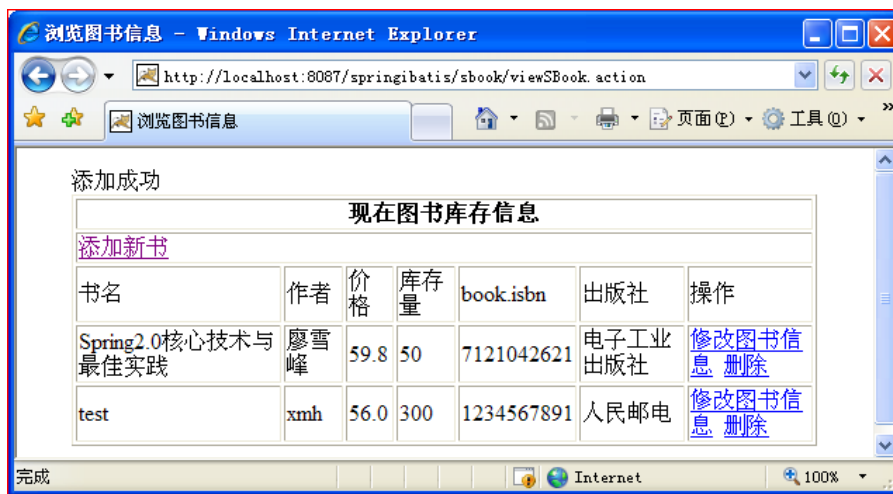 浏览图书信息 - Windows Internet Explorer
http://localhost:8087/springibatis/sbook/viewSBook.action
浏览图书信息
页面(P)
工具(O)
»
添加成功
现在图书库存信息
添加新书
书名 作者 价格 库存量 book.isbn 出版社 操作
Spring2.0核心技术与最佳实践 廖雪峰 59.8 50 7121042621 电子工业出版社 修改图书信息 删除
test xmh 56.0 300 1234567891 人民邮电 修改图书信息 删除
完成 Internet 100%